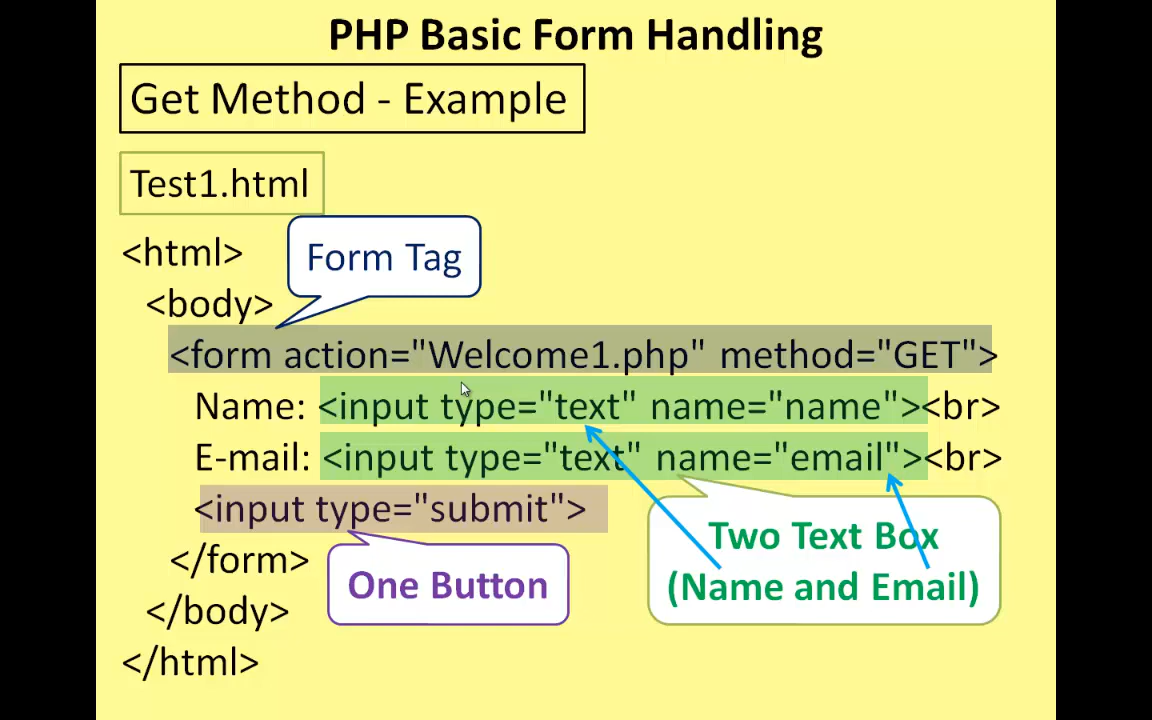 PHP Basic Form Handling
Get Method - Example
Test1.html
<html>
Form Tag
<body>
<form action="Welcome1.php" method="GET">
Name: <input type="text" name="name"><br>
E-mail: <input type="text" name="email"><br>
<input type="submit">
Two Text Box
(Name and Email)
</form>
One Button
</body>
</html>